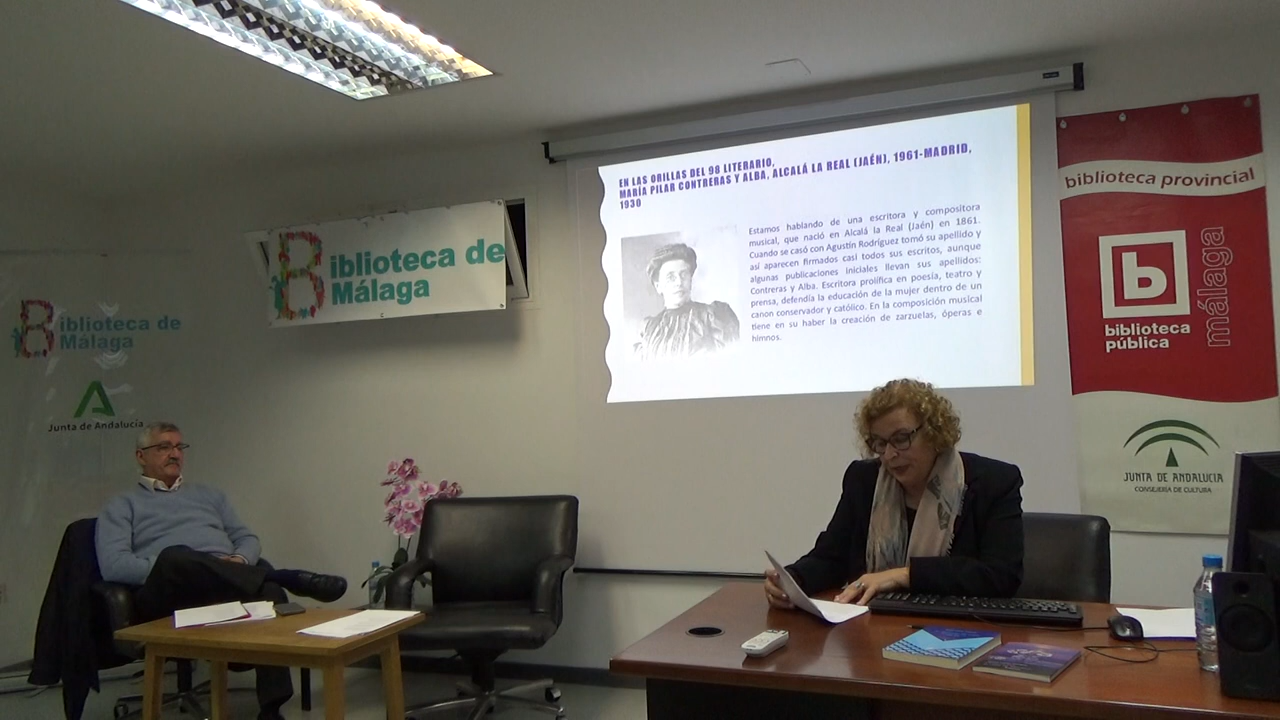 EN LAS ORILLAS DEL 98 LITERARIO,
MARÍA PILAR CONTRERAS Y ALBA, ALCALÁ LA REAL (JAÉN), 1961-MADRID,
1930
Estamos hablando de una escritora y compositora
musical, que nació en Alcalá la Real (Jaén) en 1861.
Cuando se casó con Agustín Rodríguez tomó su apellido y
así aparecen firmados casi todos sus escritos, aunque
algunas publicaciones iniciales llevan sus apellidos:
Contreras y Alba. Escritora prolífica en poesía, teatro y
prensa, defendía la educación de la mujer dentro de un
canon conservador y católico. En la composición musical
tiene en su haber la creación de zarzuelas, óperas e
himnos.
Biblioteca de
Málaga
Biblioteca de
Málaga
Junta de Andalucía
biblioteca provincial
b
málaga
biblioteca
pública
JUNTA DE ANDALUCIA
CONSEJERÍA DE CULTURA